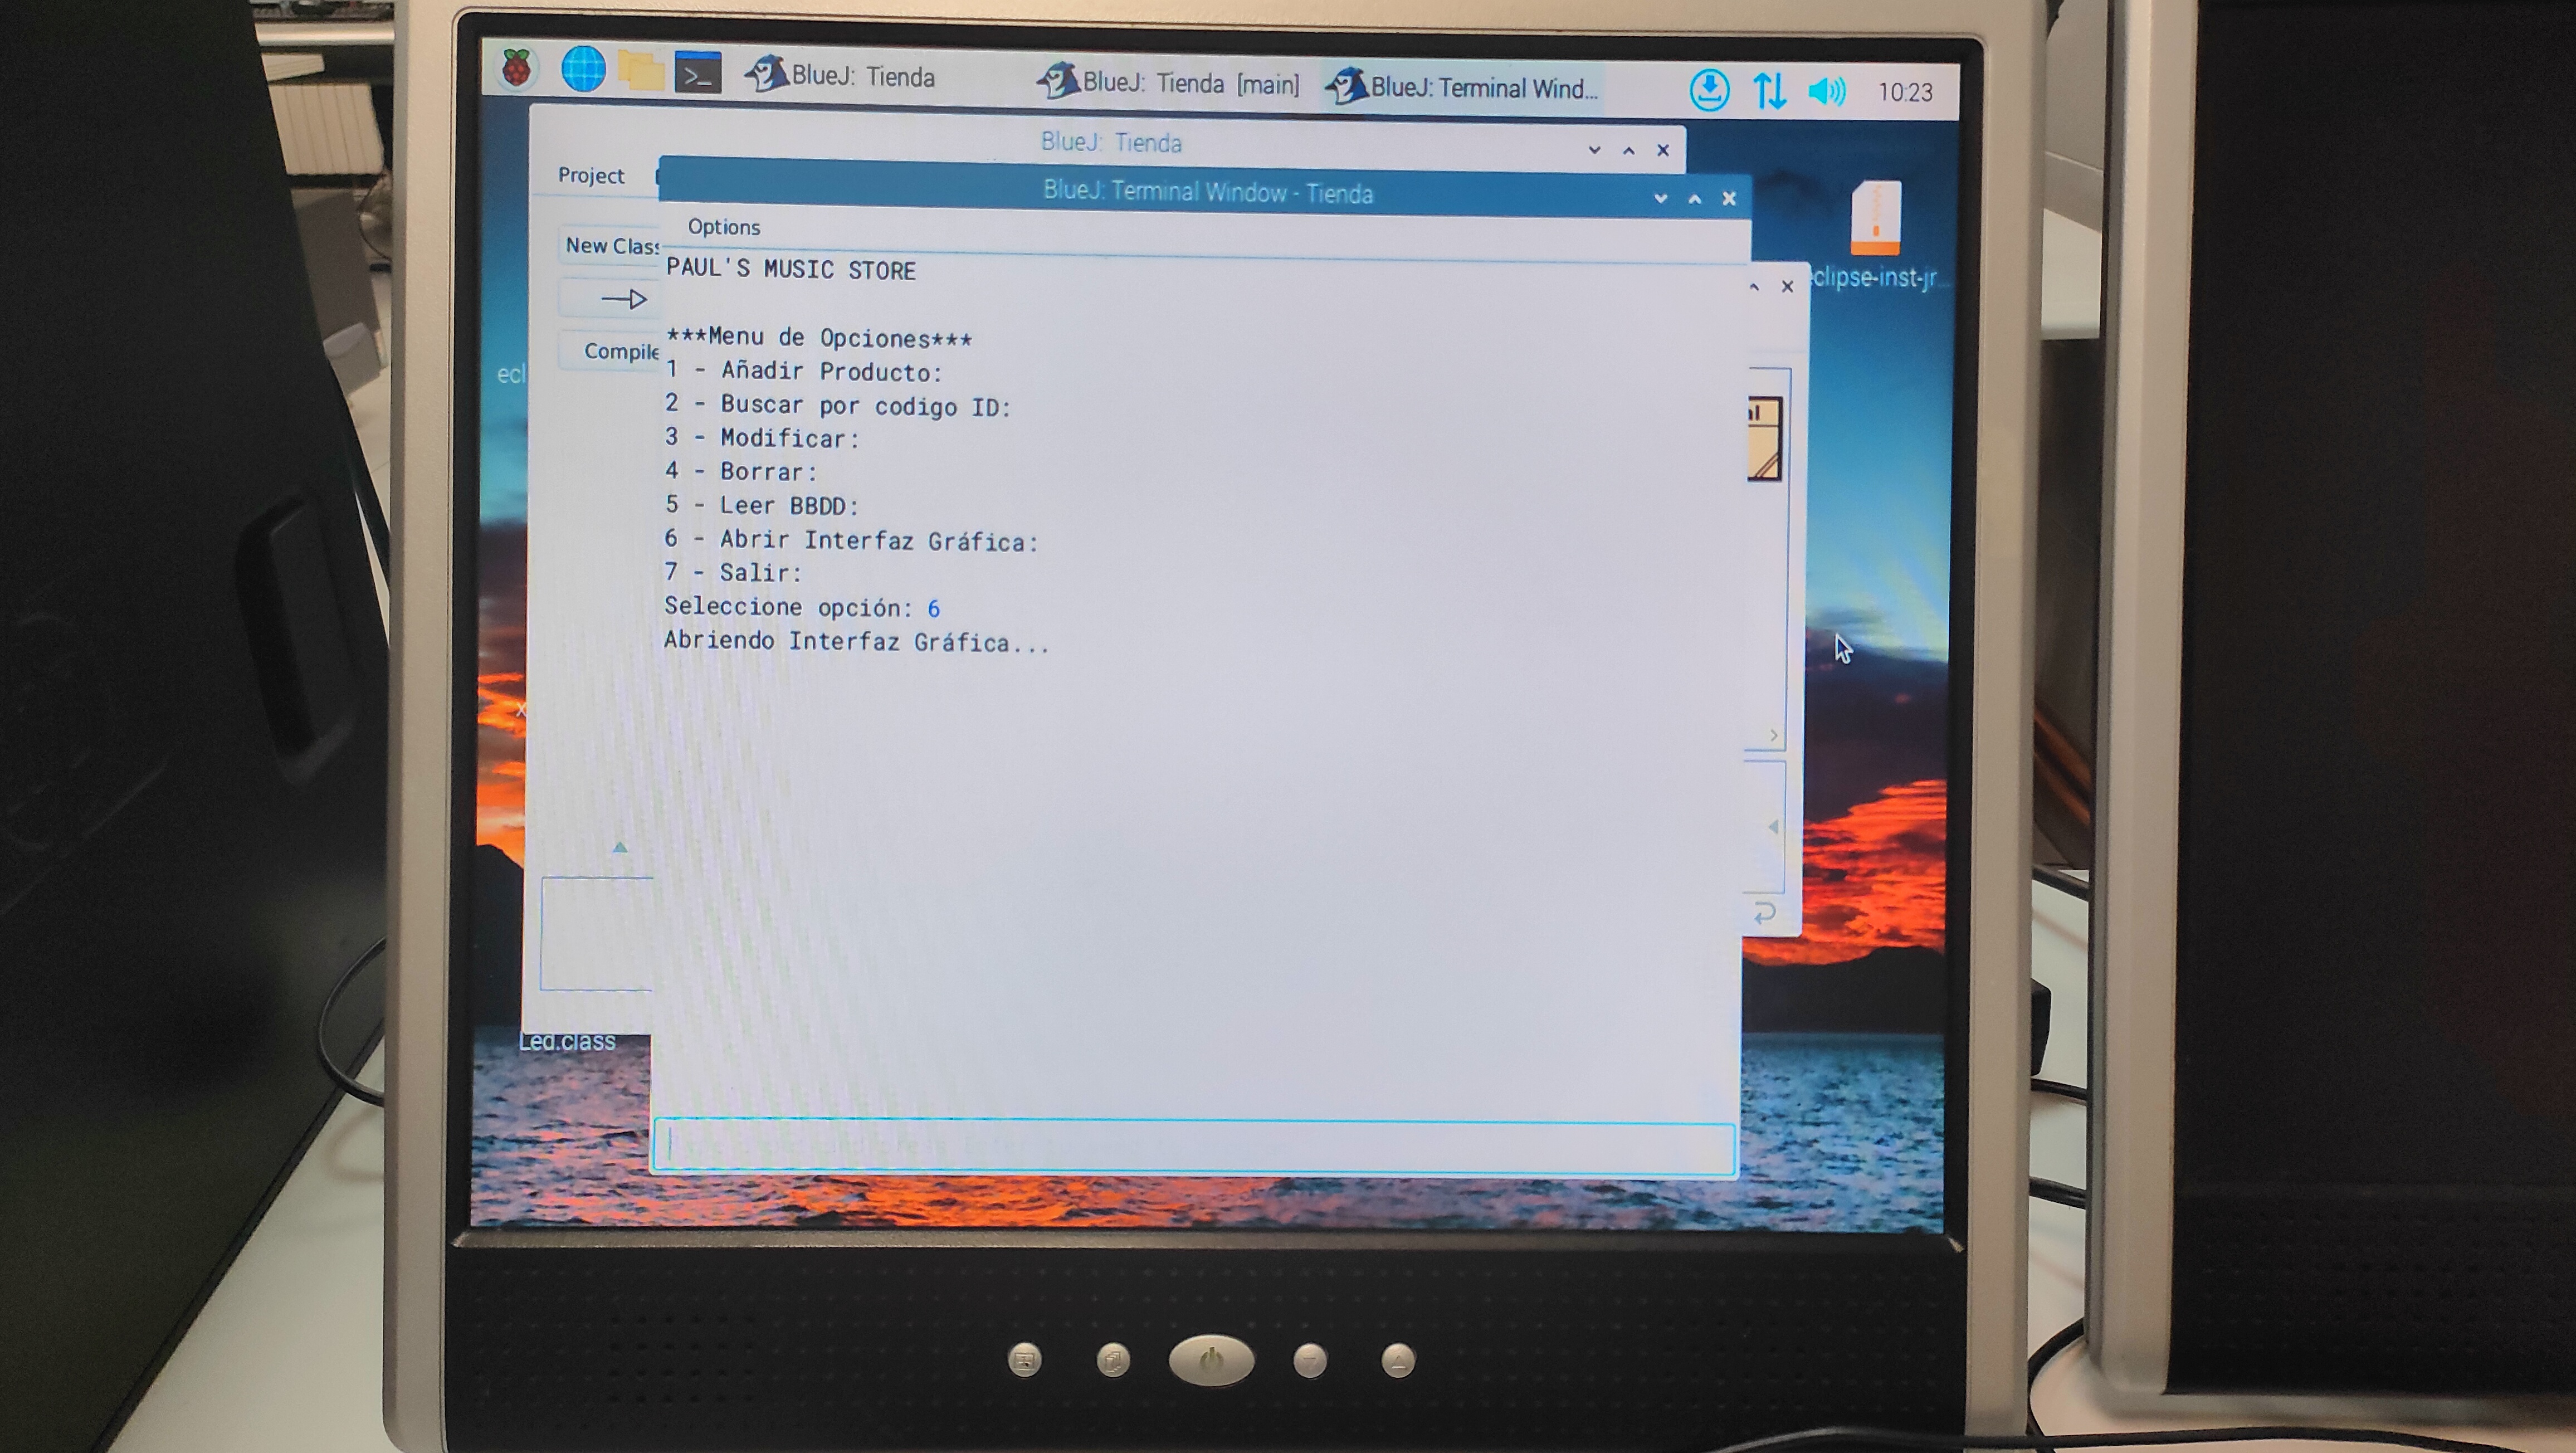 BlueJ: Tienda
BlueJ: Tienda [main]
BlueJ: Terminal Wind...
10:23
BlueJ: Tienda
Project
BlueJ: Terminal Window - Tienda
Options
New Clas
Compile
PAUL'S MUSIC STORE
***Menu de Opciones***
1 - Añadir Producto:
2 - Buscar por codigo ID:
3 - Modificar:
4 - Borrar:
5 - Leer BBDD:
6 - Abrir Interfaz Gráfica:
7 - Salir:
Seleccione opción: 6
Abriendo Interfaz Gráfica...
clipse-inst-jr...
ecl
x
Led.class